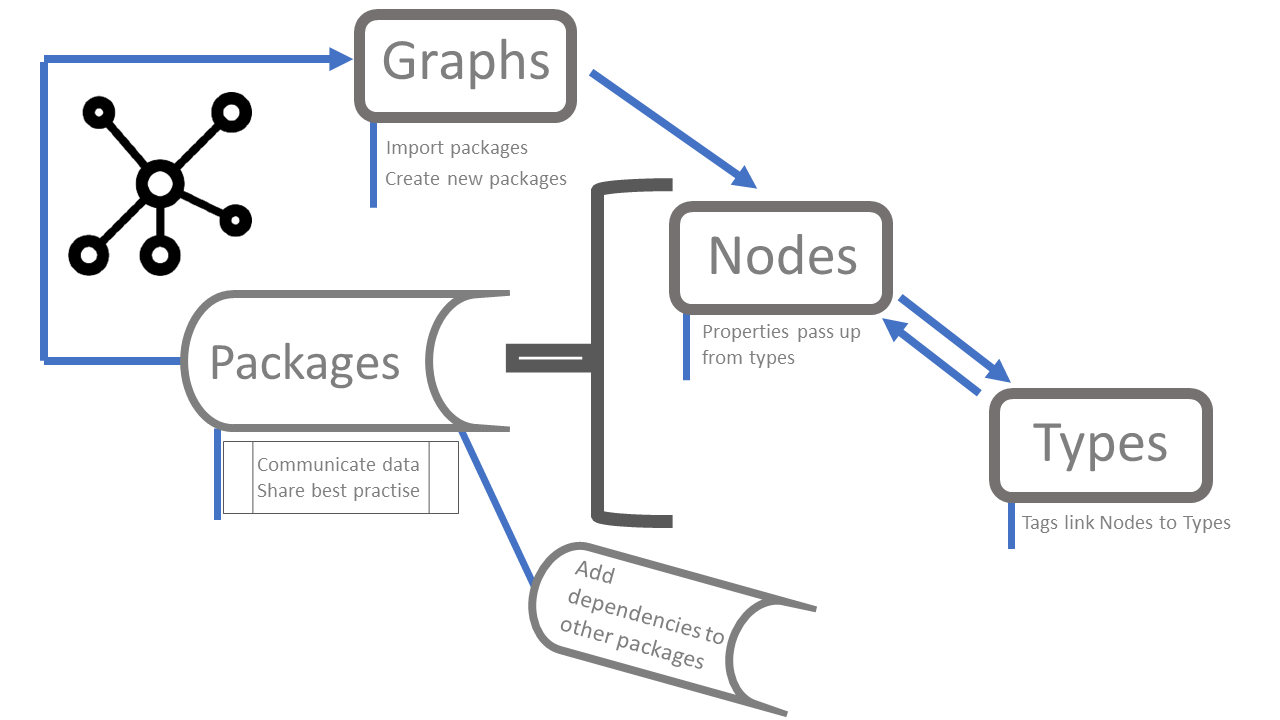 Graphs
Import packages
Create new packages
Nodes
Properties pass up
from types
Packages
Communicate data
Share best practise
Types
Tags link Nodes to Types
Add
dependencies to
other packages